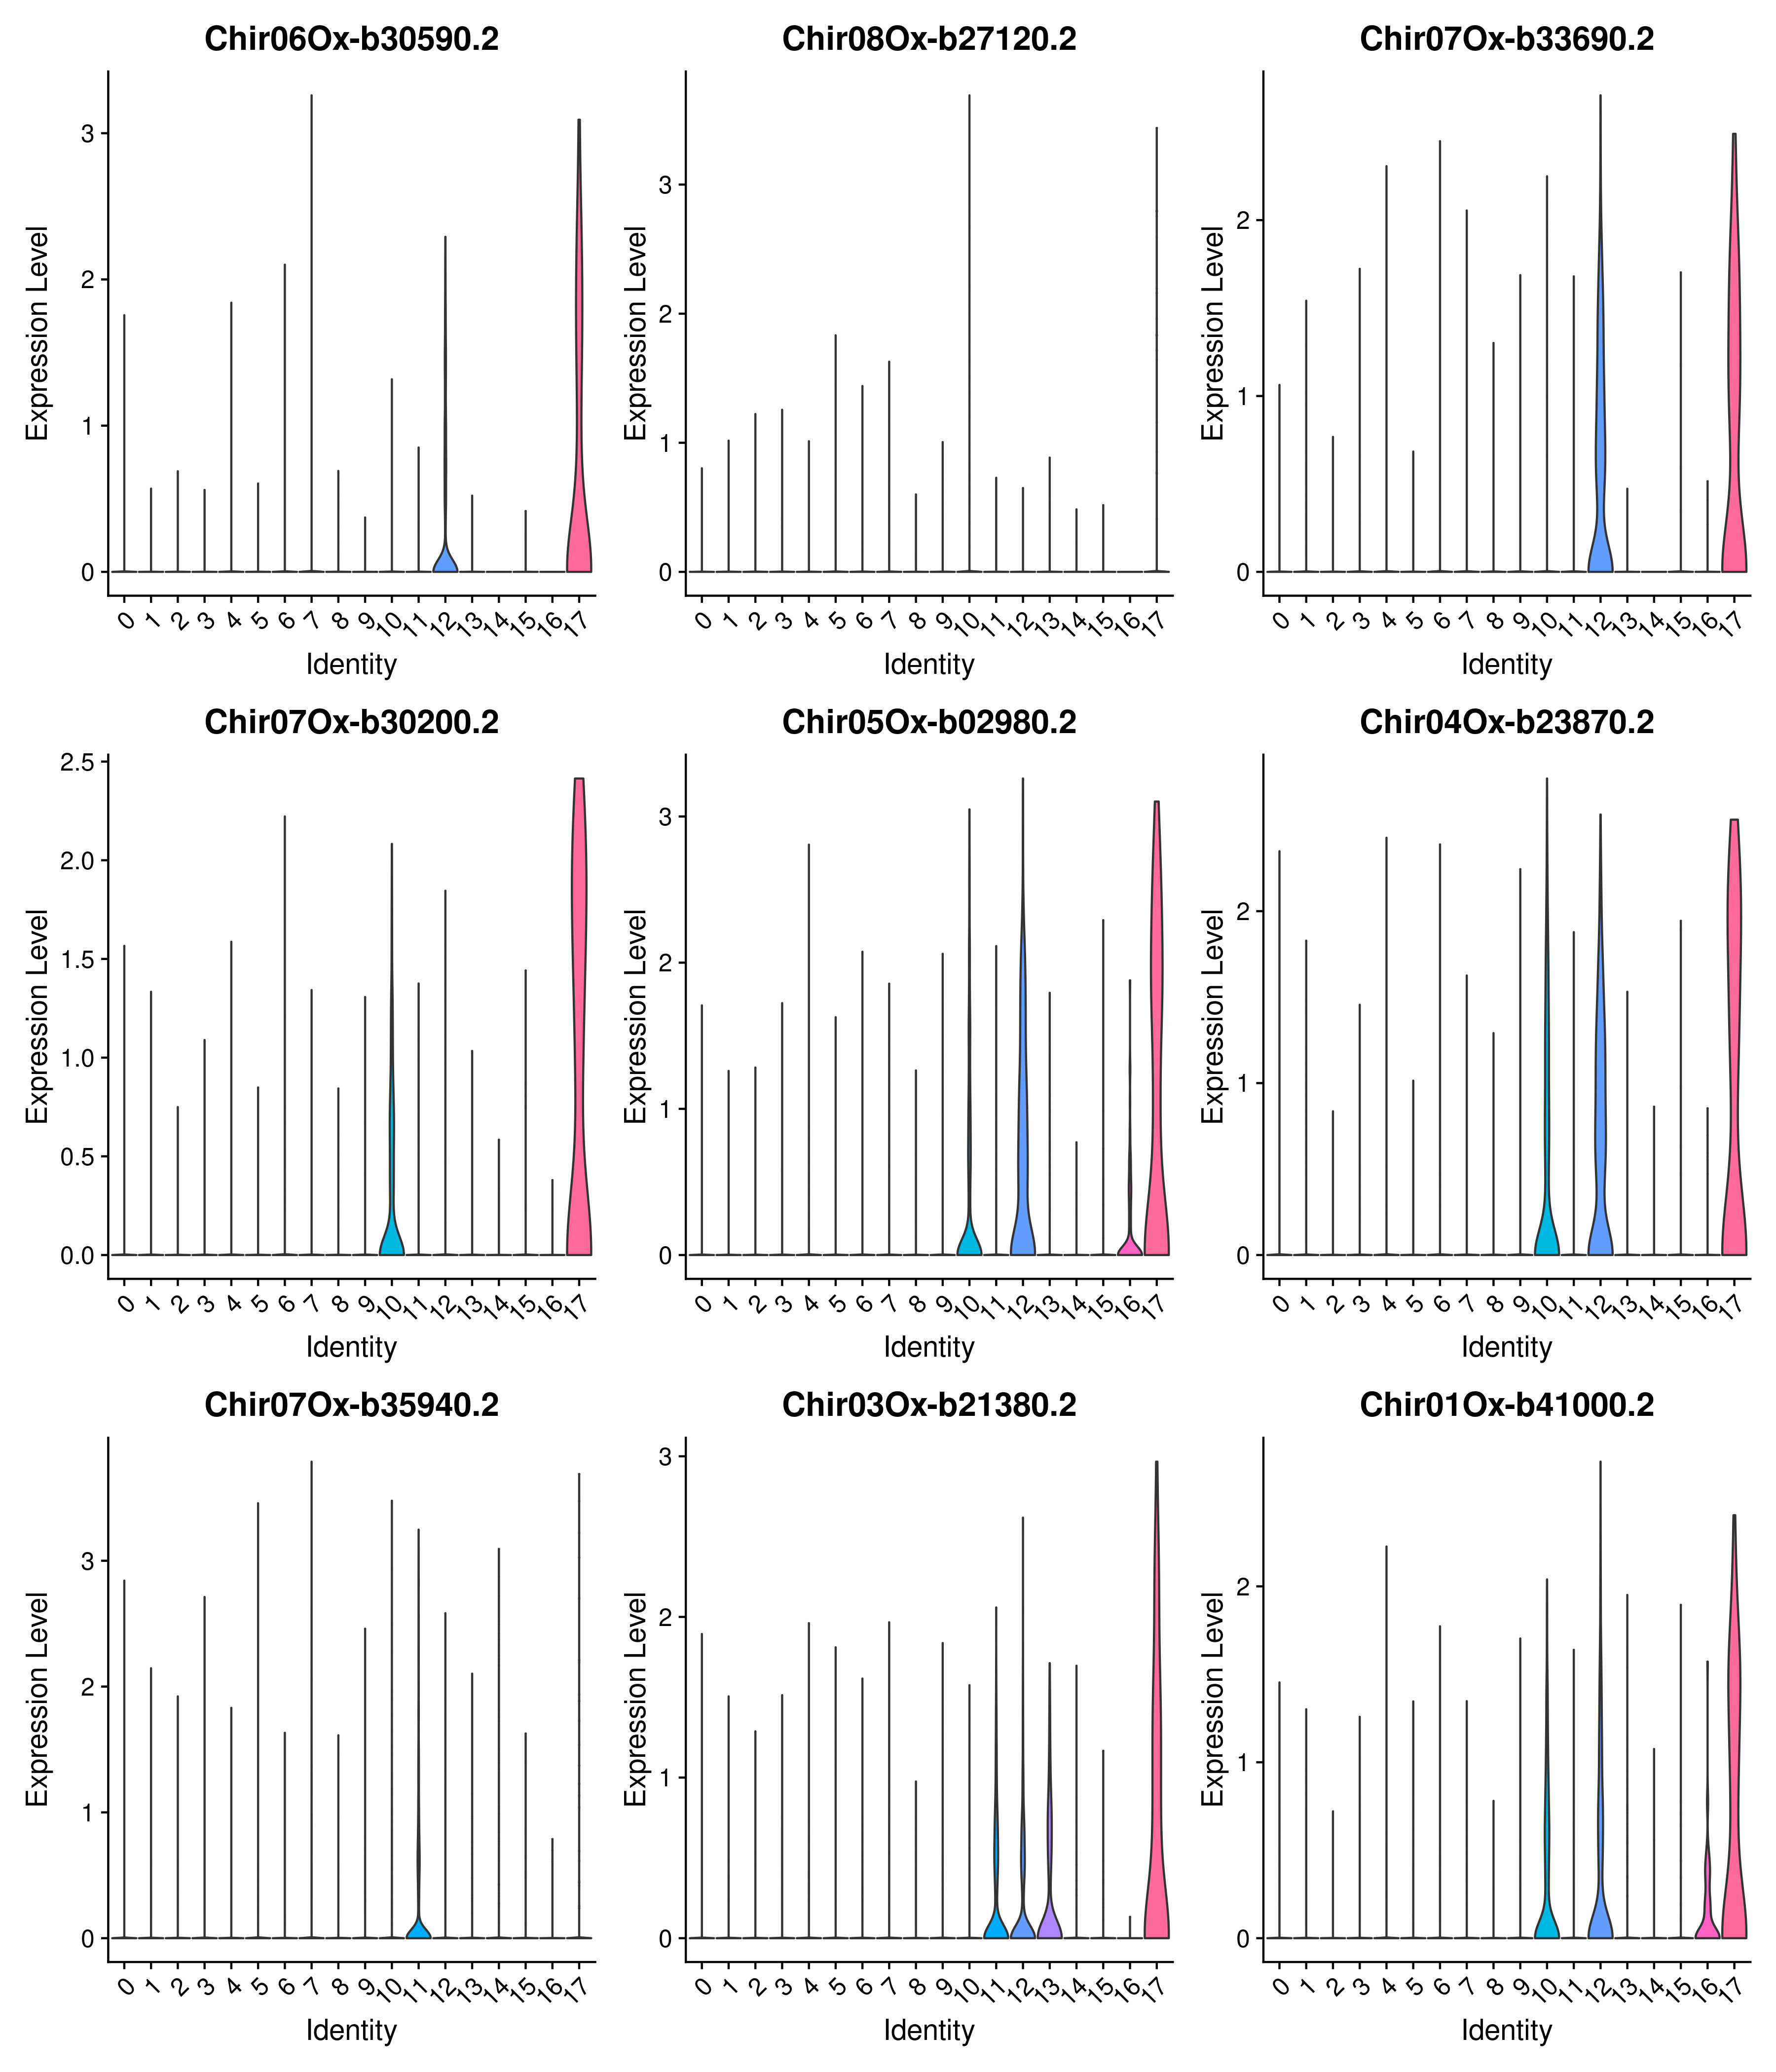 Chir06Ox-b30590.2
Expression Level
3
2
1
0
0 1 2 3 4 5 6 7 8 9 10 11 12 13 14 15 16 17
Identity
Chir08Ox-b27120.2
Expression Level
3
2
1
0
0 1 2 3 4 5 6 7 8 9 10 11 12 13 14 15 16 17
Identity
Chir07Ox-b33690.2
Expression Level
2
1
0
0 1 2 3 4 5 6 7 8 9 10 11 12 13 14 15 16 17
Identity
Chir07Ox-b30200.2
Expression Level
2.5
2.0
1.5
1.0
0.5
0.0
0 1 2 3 4 5 6 7 8 9 10 11 12 13 14 15 16 17
Identity
Chir05Ox-b02980.2
Expression Level
3
2
1
0
0 1 2 3 4 5 6 7 8 9 10 11 12 13 14 15 16 17
Identity
Chir04Ox-b23870.2
Expression Level
2
1
0
0 1 2 3 4 5 6 7 8 9 10 11 12 13 14 15 16 17
Identity
Chir07Ox-b35940.2
Expression Level
3
2
1
0
0 1 2 3 4 5 6 7 8 9 10 11 12 13 14 15 16 17
Identity
Chir03Ox-b21380.2
Expression Level
3
2
1
0
0 1 2 3 4 5 6 7 8 9 10 11 12 13 14 15 16 17
Identity
Chir01Ox-b41000.2
Expression Level
2
1
0
0 1 2 3 4 5 6 7 8 9 10 11 12 13 14 15 16 17
Identity